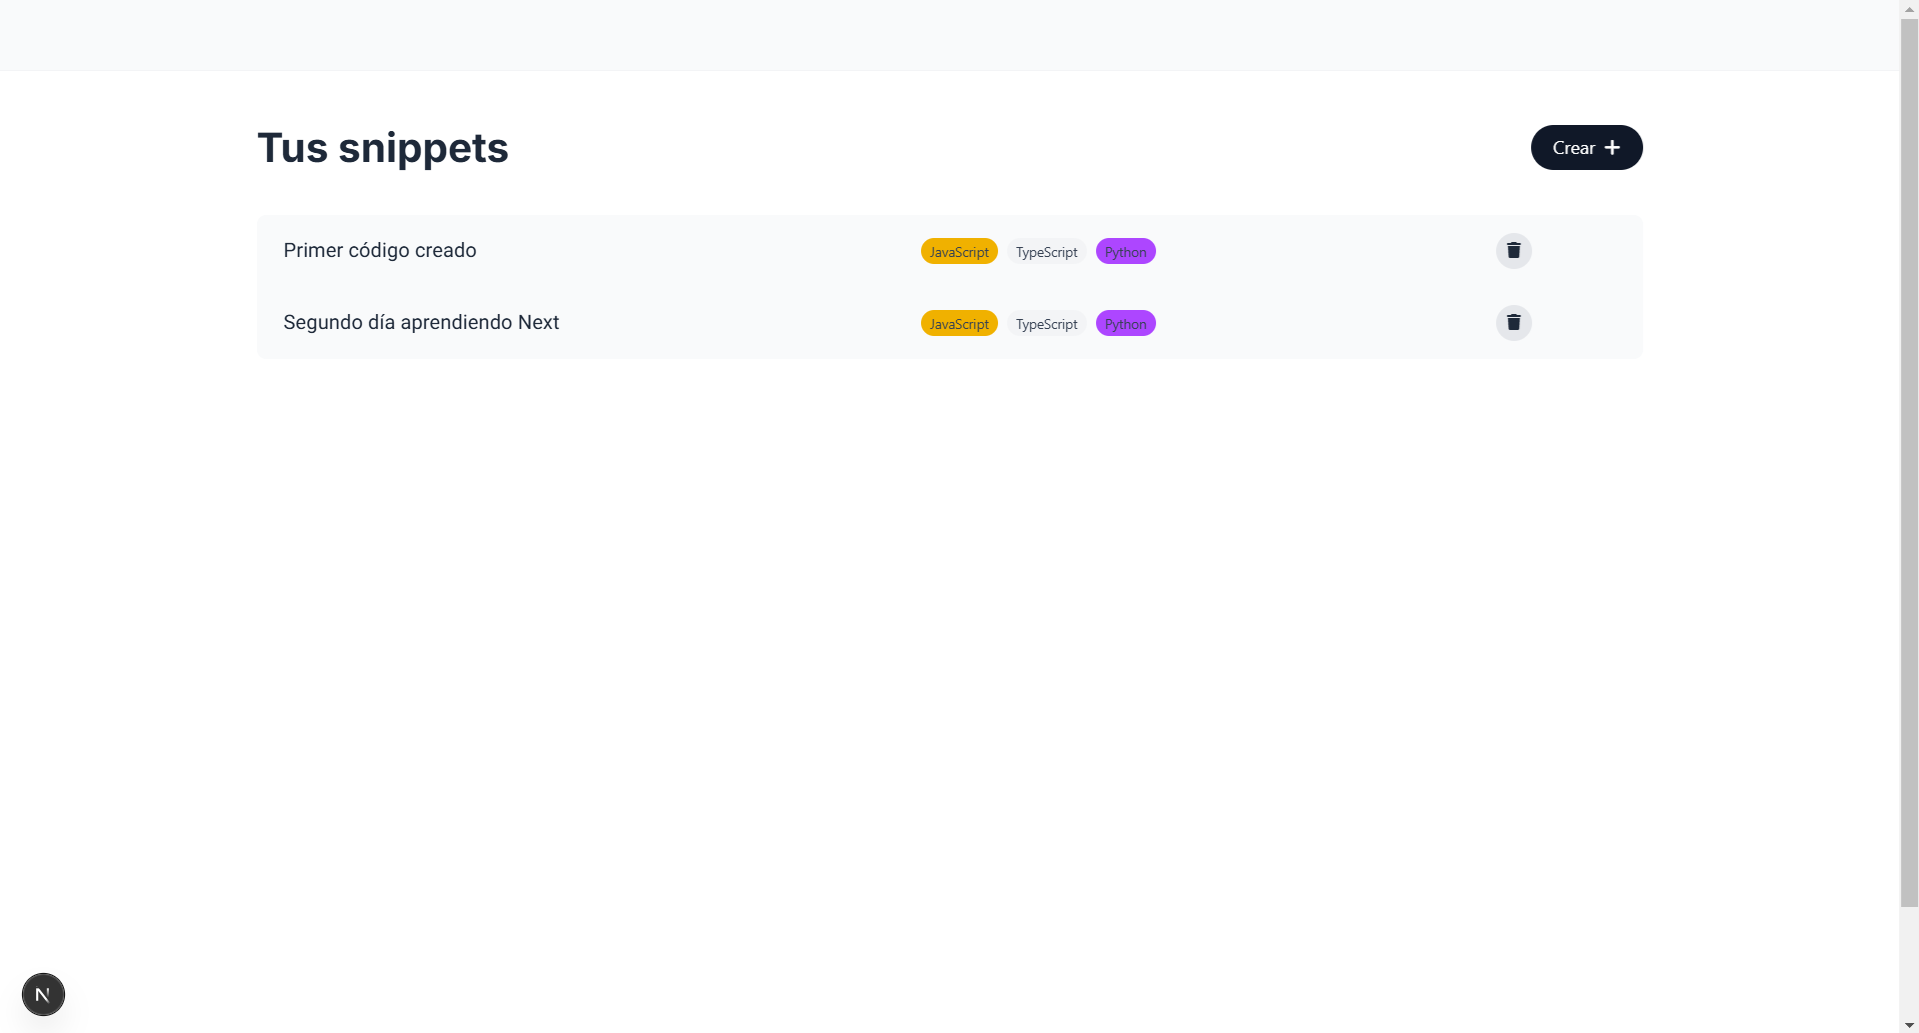 Tus snippets
Crear
Primer código creado
JavaScript TypeScript Python
Segundo día aprendiendo Next
JavaScript TypeScript Python
N